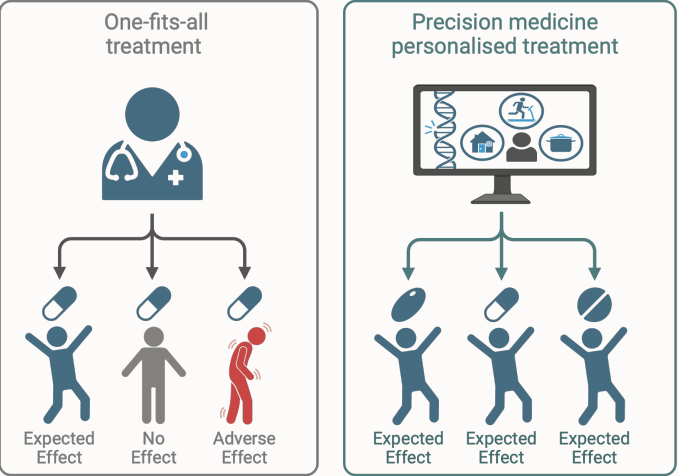 One-fits-all
treatment
Expected
Effect
No
Effect
Adverse
Effect
Precision medicine
personalised treatment
Expected
Effect
Expected
Effect
Expected
Effect